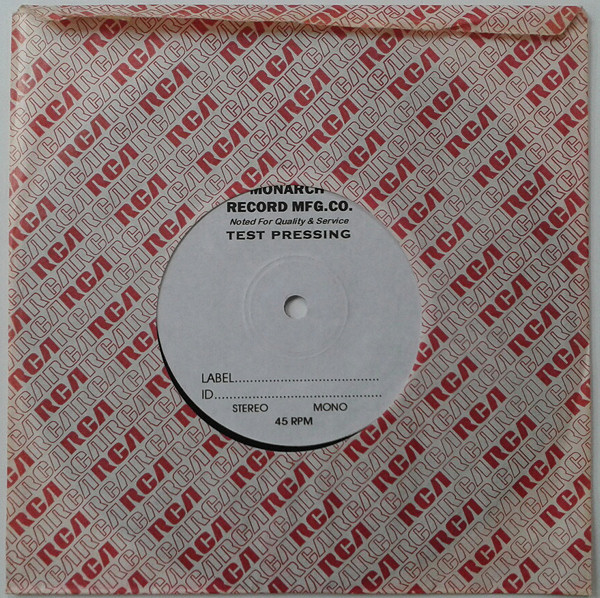 RCA
MONARCH
RECORD MFG.CO.
Noted For Quality & Service
TEST PRESSING
LABEL......................................
ID............................................
STEREO MONO
45 RPM